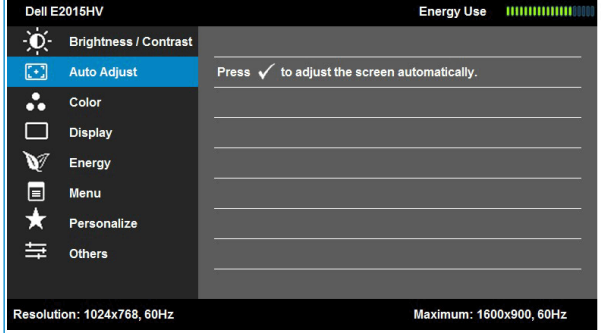 Dell E2015HV Energy Use
Brightness / Contrast
Auto Adjust Press ✓ to adjust the screen automatically.
Color
Display
Energy
Menu
Personalize
Others
Resolution: 1024x768, 60Hz Maximum: 1600x900, 60Hz